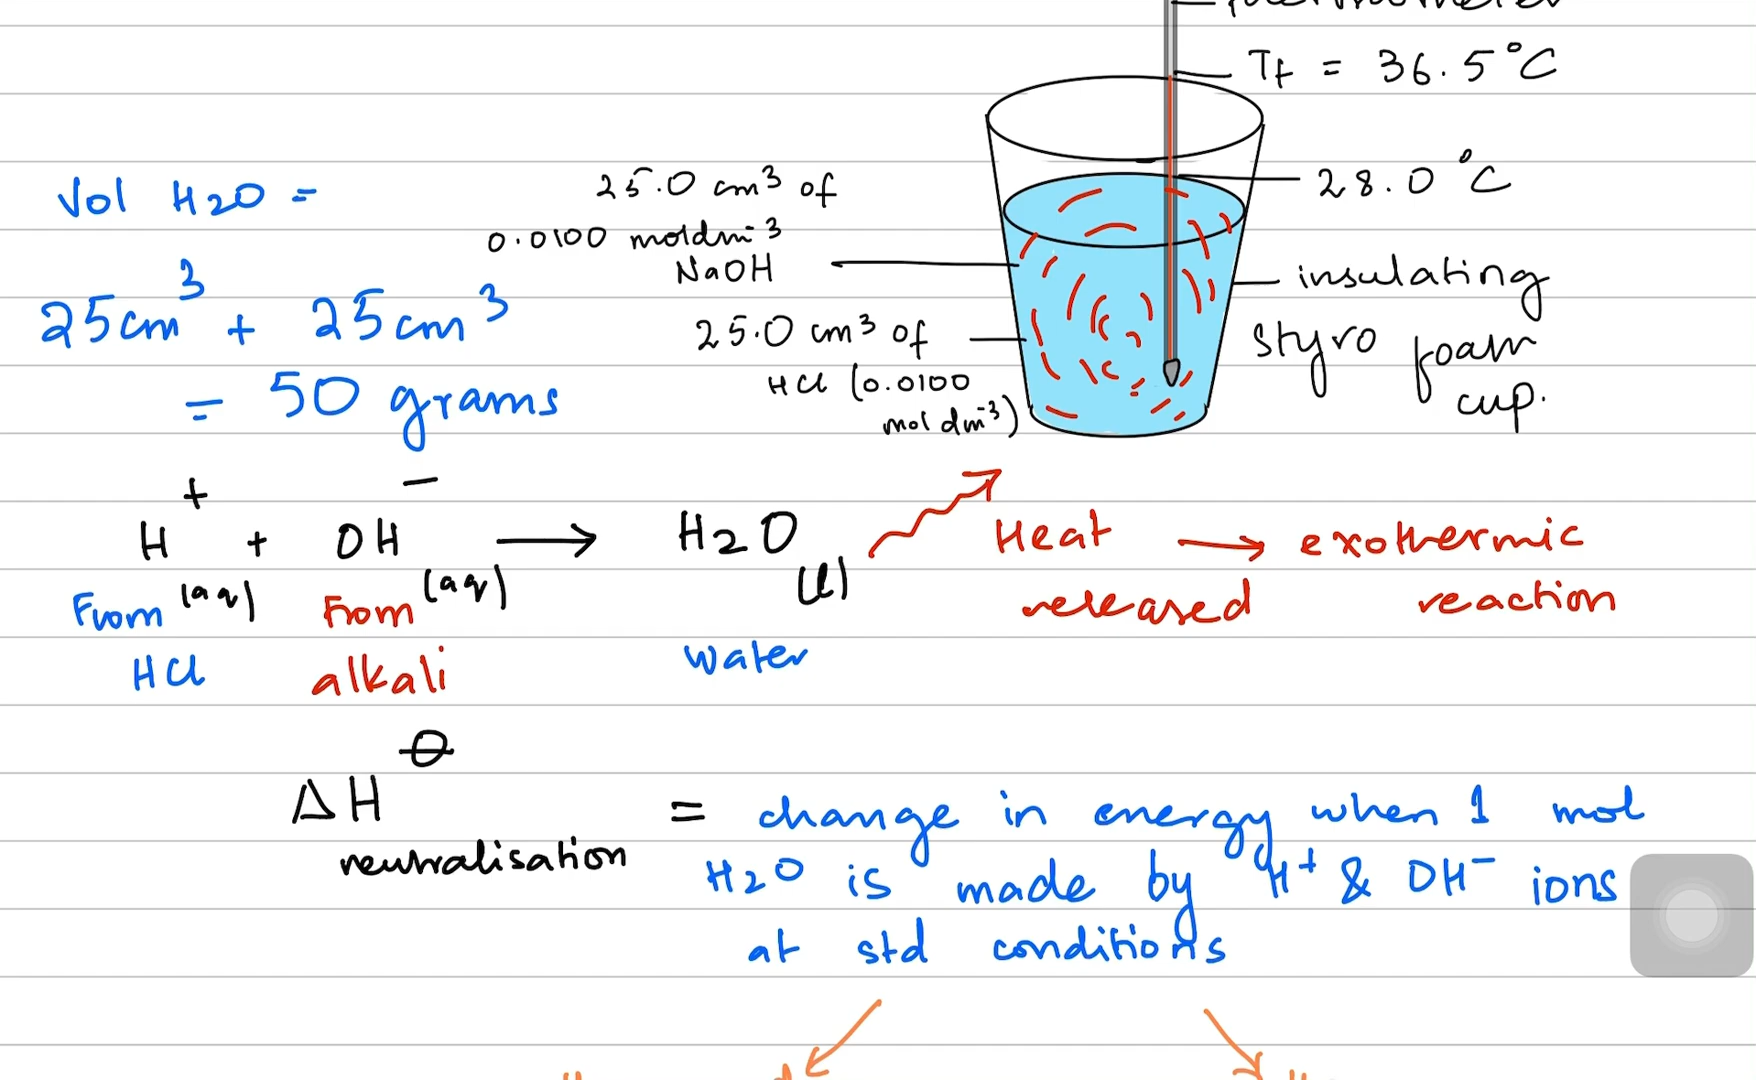 Tf = 36.5°C
28.0 °C
Vol H2O =
25cm³ + 25cm³
= 50 grams
25.0 cm³ of
0.0100 moldm⁻³
NaOH
25.0 cm³ of
HCl (0.0100
mol dm⁻³)
insulating
styro foam
cup.
H⁺(aq) + OH⁻(aq) → H2O(l) Heat → exothermic
released reaction
From From
HCl alkali water
ΔH⊖
neutralisation
= change in energy when 1 mol
H2O is made by H⁺ & OH⁻ ions
at std conditions